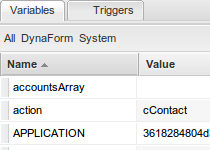 Variables Triggers
All DynaForm System
Name Value
accountsArray
action cContact
APPLICATION 3618284804d